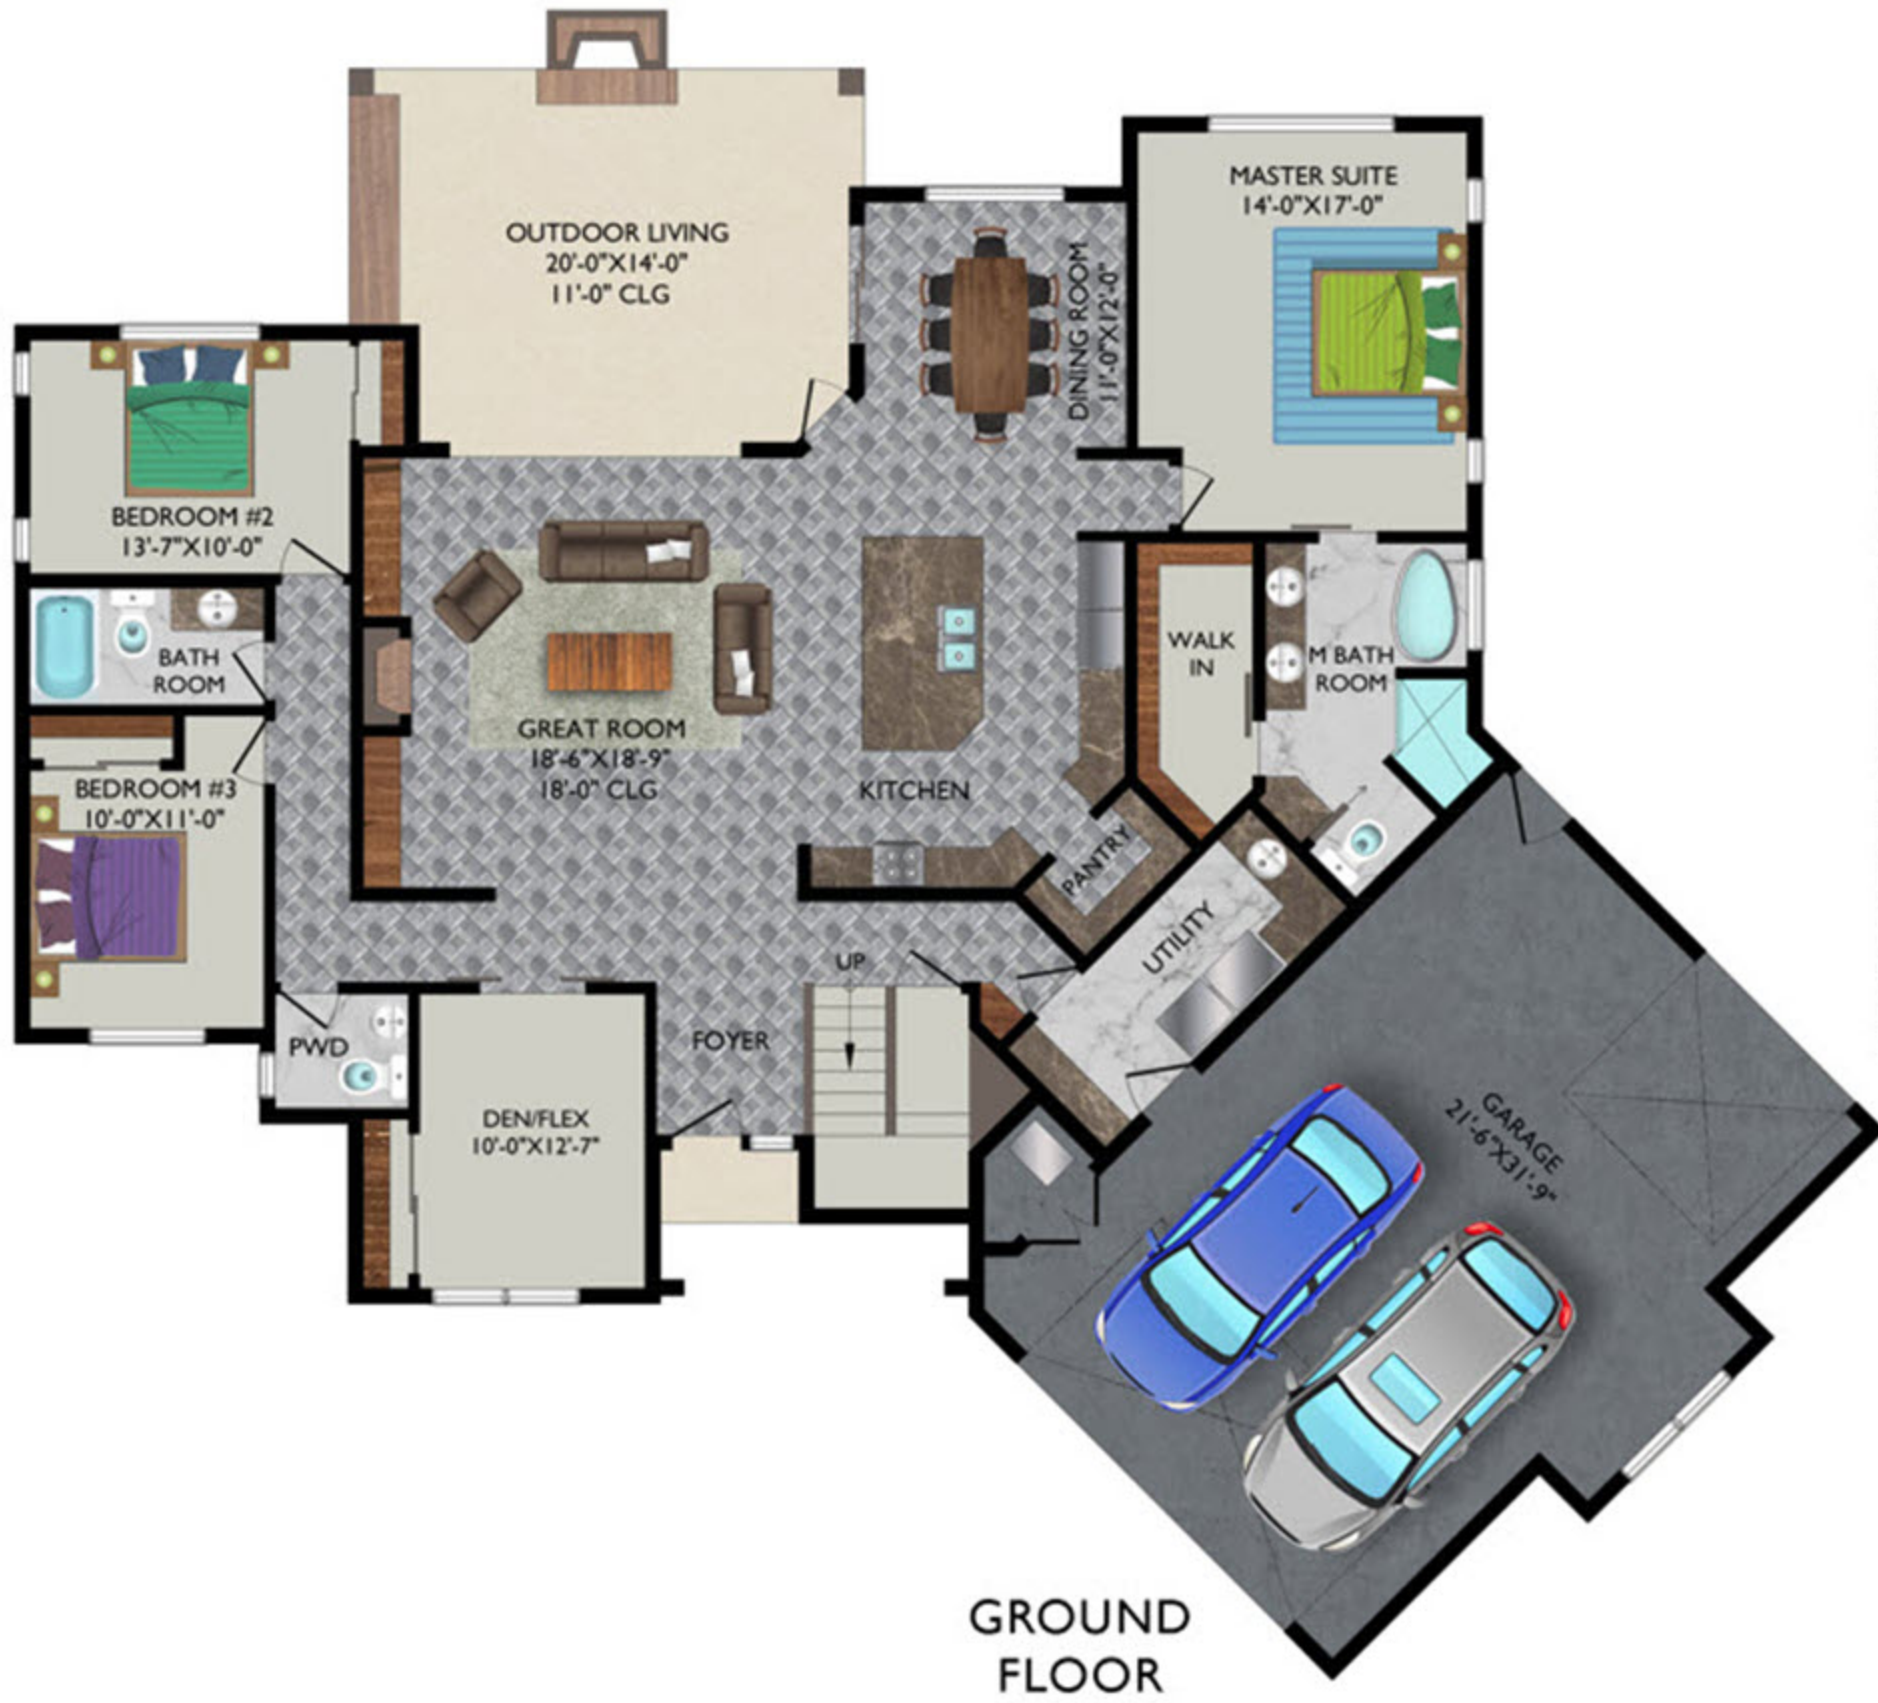 OUTDOOR LIVING
20'-0"X14'-0"
11'-0" CLG
MASTER SUITE
14'-0"X17'-0"
DINING ROOM
11'-0"X12'-0"
BEDROOM #2
13'-7"X10'-0"
BATH
ROOM
WALK
IN
M BATH
ROOM
GREAT ROOM
18'-6"X18'-9"
18'-0" CLG
KITCHEN
BEDROOM #3
10'-0"X11'-0"
PANTRY
UTILITY
UP
FOYER
PWD
DEN/FLEX
10'-0"X12'-7"
GARAGE
21'-6"X31'-9"
GROUND
FLOOR